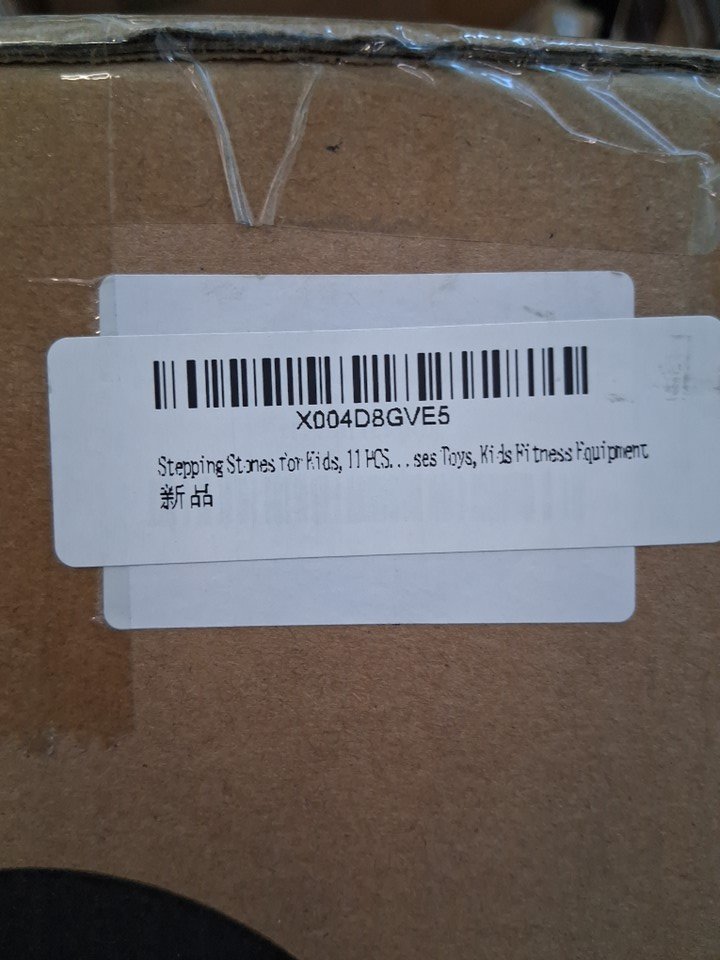 X004D8GVE5
Stepping Stones for Kids, 11 PCS...ses Toys, Kids Fitness Equipment
新品